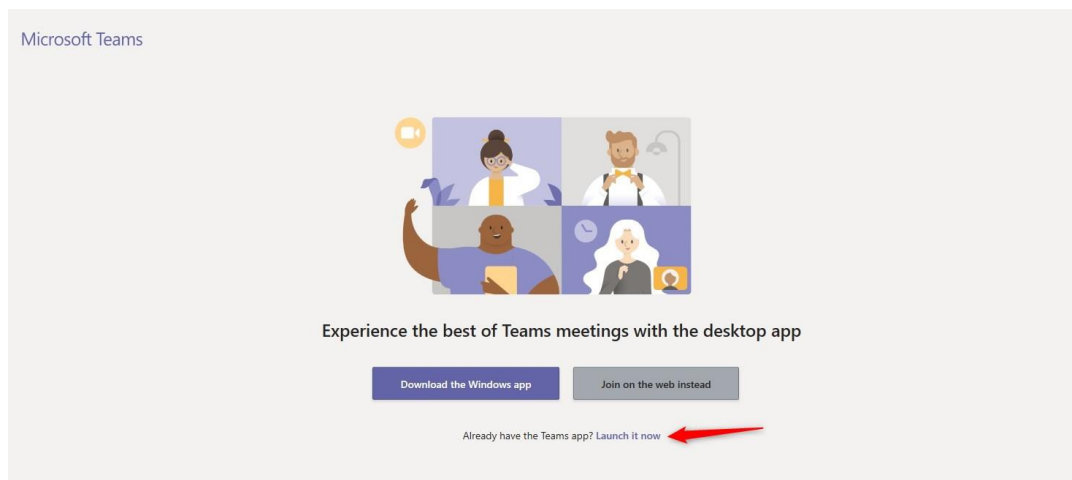 Microsoft Teams
Experience the best of Teams meetings with the desktop app
Download the Windows app
Join on the web instead
Already have the Teams app? Launch it now